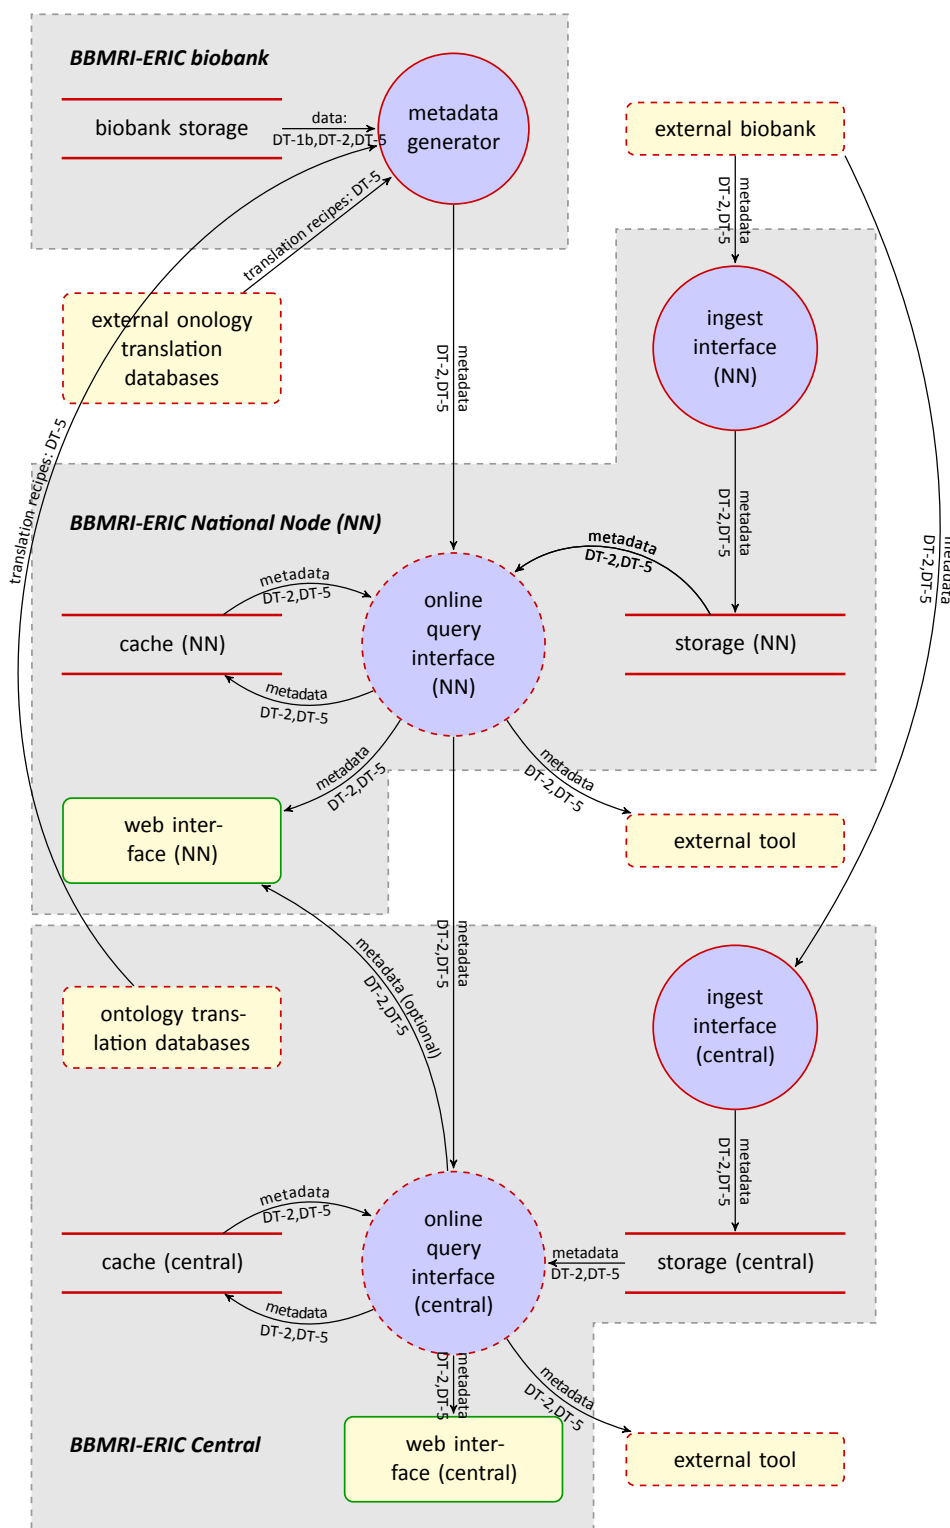 BBMRI-ERIC biobank
biobank storage
data:
DT-1b,DT-2,DT-5
metadata
generator
external biobank
metadata
DT-2,DT-5
translation recipes: DT-5
external onology
translation
databases
ingest
interface
(NN)
metadata
DT-2,DT-5
translation recipes: DT-5
BBMRI-ERIC National Node (NN)
metadata
DT-2,DT-5
metadata
DT-2,DT-5
metadata
DT-2,DT-5
metadata
DT-2,DT-5
cache (NN)
online
query
interface
(NN)
storage (NN)
metadata
DT-2,DT-5
metadata
DT-2,DT-5
metadata
DT-2,DT-5
web inter-
face (NN)
external tool
metadata
DT-2,DT-5
metadata (optional)
DT-2,DT-5
ontology trans-
lation databases
ingest
interface
(central)
metadata
DT-2,DT-5
metadata
DT-2,DT-5
cache (central)
online
query
interface
(central)
metadata
DT-2,DT-5
storage (central)
metadata
DT-2,DT-5
metadata
DT-2,DT-5
metadata
DT-2,DT-5
BBMRI-ERIC Central
web inter-
face (central)
external tool